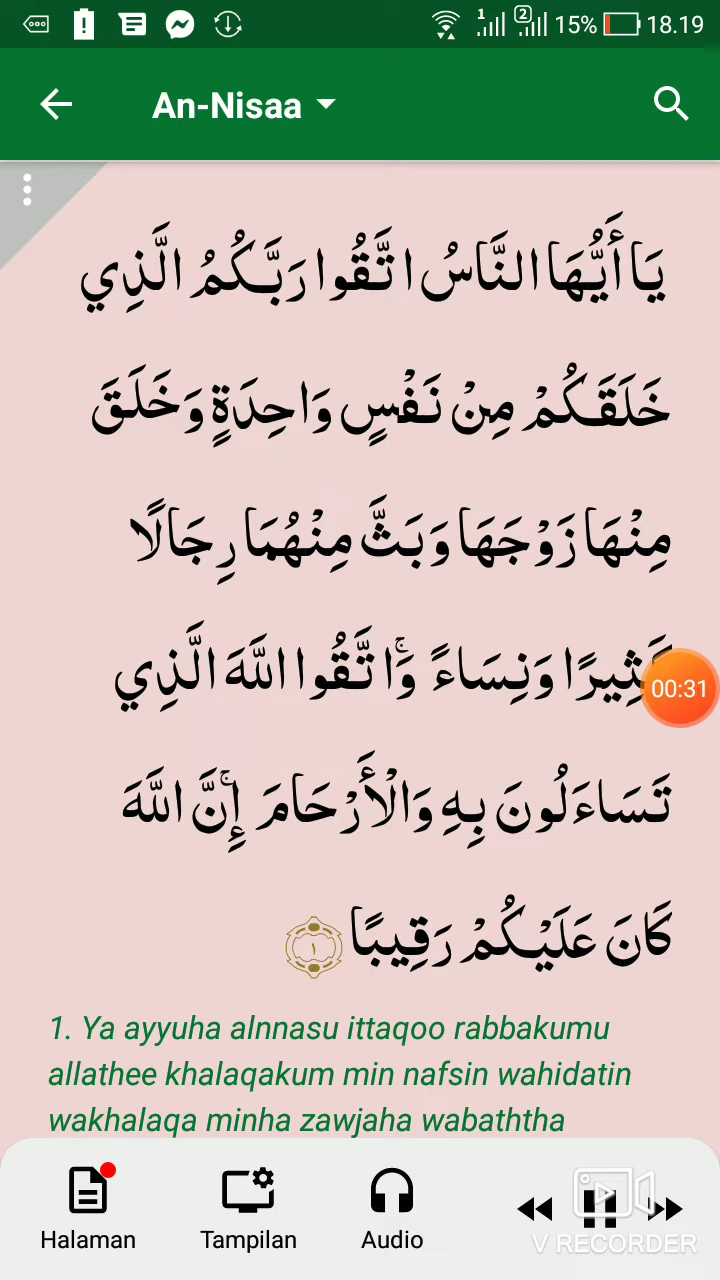 15% 18.19
An-Nisaa
يَا أَيُّهَا النَّاسُ اتَّقُوا رَبَّكُمُ الَّذِي
خَلَقَكُمْ مِنْ نَفْسٍ وَاحِدَةٍ وَخَلَقَ
مِنْهَا زَوْجَهَا وَبَثَّ مِنْهُمَا رِجَالًا
كَثِيرًا وَنِسَاءً ۚ وَاتَّقُوا اللَّهَ الَّذِي
00:31
تَسَاءَلُونَ بِهِ وَالْأَرْحَامَ ۚ إِنَّ اللَّهَ
كَانَ عَلَيْكُمْ رَقِيبًا ١
1. Ya ayyuha alnnasu ittaqoo rabbakumu
allathee khalaqakum min nafsin wahidatin
wakhalaqa minha zawjaha wabaththa
Halaman Tampilan Audio
V RECORDER